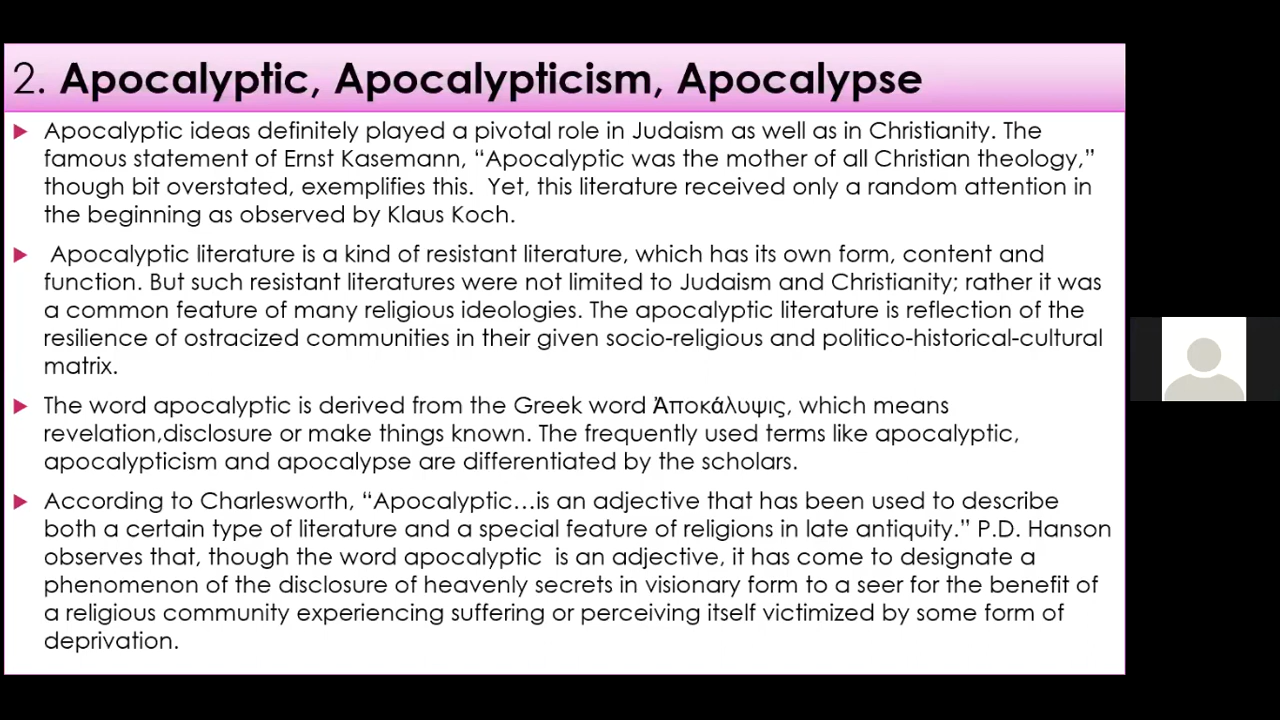 2. Apocalyptic, Apocalypticism, Apocalypse
Apocalyptic ideas definitely played a pivotal role in Judaism as well as in Christianity. The
famous statement of Ernst Kasemann, “Apocalyptic was the mother of all Christian theology,”
though bit overstated, exemplifies this.  Yet, this literature received only a random attention in
the beginning as observed by Klaus Koch.
Apocalyptic literature is a kind of resistant literature, which has its own form, content and
function. But such resistant literatures were not limited to Judaism and Christianity; rather it was
a common feature of many religious ideologies. The apocalyptic literature is reflection of the
resilience of ostracized communities in their given socio-religious and politico-historical-cultural
matrix.
The word apocalyptic is derived from the Greek word Ἀποκάλυψις, which means
revelation,disclosure or make things known. The frequently used terms like apocalyptic,
apocalypticism and apocalypse are differentiated by the scholars.
According to Charlesworth, “Apocalyptic…is an adjective that has been used to describe
both a certain type of literature and a special feature of religions in late antiquity.” P.D. Hanson
observes that, though the word apocalyptic  is an adjective, it has come to designate a
phenomenon of the disclosure of heavenly secrets in visionary form to a seer for the benefit of
a religious community experiencing suffering or perceiving itself victimized by some form of
deprivation.